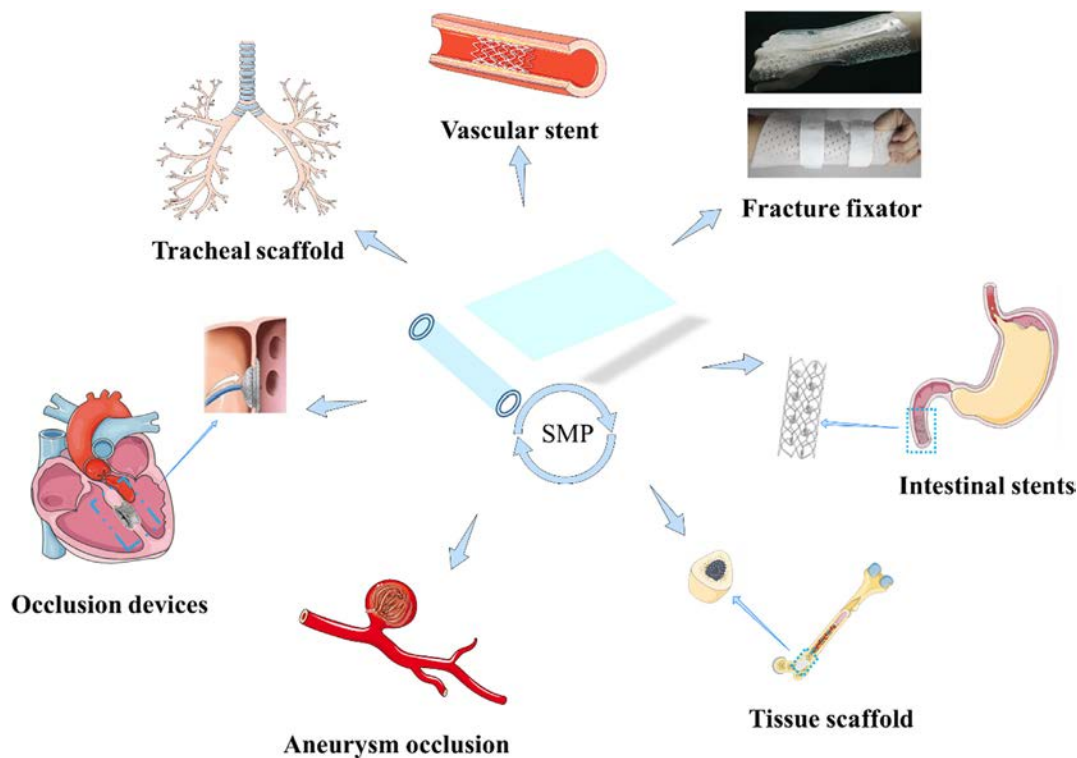 Vascular stent
Fracture fixator
Tracheal scaffold
SMP
Intestinal stents
Occlusion devices
Tissue scaffold
Aneurysm occlusion